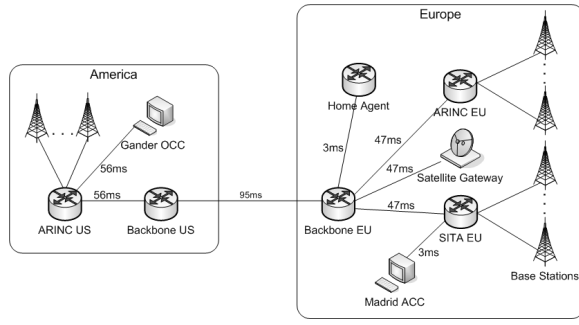 Europe
America
Gander OCC
Home Agent
ARINC EU
47ms
3ms
47ms
56ms
Satellite Gateway
56ms
95ms
47ms
ARINC US
Backbone US
Backbone EU
SITA EU
3ms
Madrid ACC
Base Stations